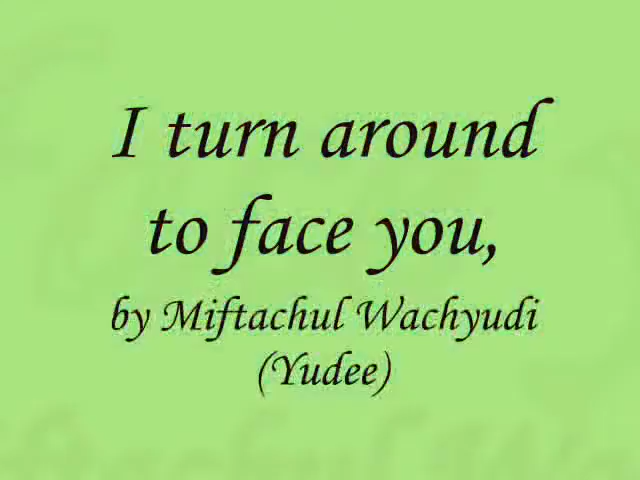 I turn around
to face you,
by Miftachul Wachyudi
(Yudee)